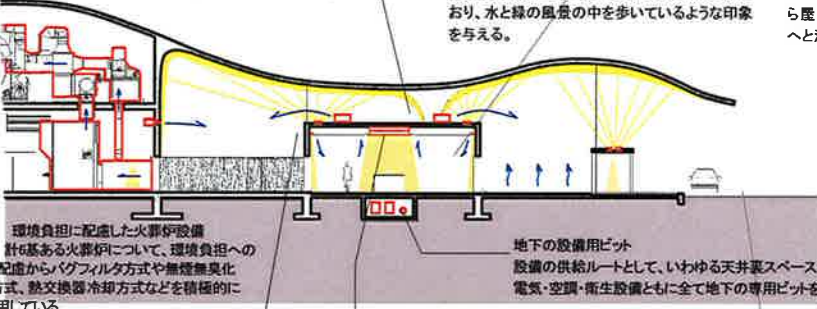 おり、水と緑の風景の中を歩いているような印象
を与える。
ら屋
へと
環境負担に配慮した火葬炉設備
計6基ある火葬炉について、環境負担への
配慮からバグフィルタ方式や無煙無臭化
方式、熱交換器冷却方式などを積極的に
用している
地下の設備用ピット
設備の供給ルートとして、いわゆる天井裏スペース
電気・空調・衛生設備ともに全て地下の専用ピットを